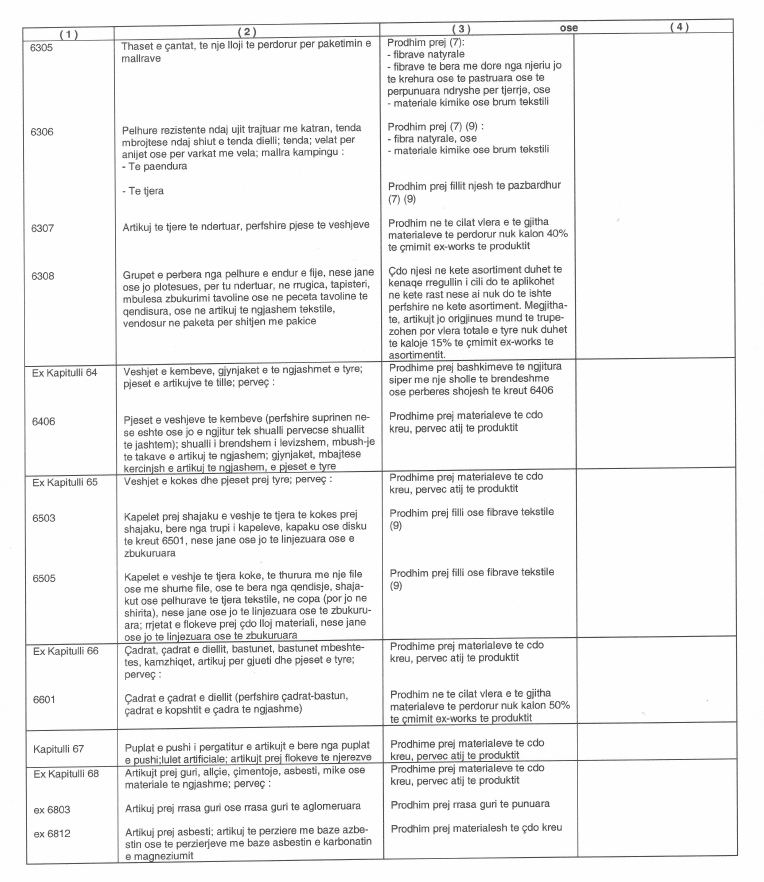 ( 1 ) ( 2 ) ( 3 ) ose ( 4 )
6305 Thaset e çantat, te nje lloji te perdorur per paketimin e
mallrave
Prodhim prej (7):
- fibrave natyrale
- fibrave te bera me dore nga njeriu jo
te krehura ose te pastruara ose te
perpunuara ndryshe per tjerrje, ose
- materiale kimike ose brum tekstili
6306 Pelhure rezistente ndaj ujit trajtuar me katran, tenda
mbrojtese ndaj shiut e tenda dielli; tenda; velat per
anijet ose per varkat me vela; mallra kampingu :
- Te paendura
Prodhim prej (7) (9) :
- fibra natyrale, ose
- materiale kimike ose brum tekstili
- Te tjera
Prodhim prej fillit njesh te pazbardhur
(7) (9)
6307 Artikuj te tjere te ndertuar, perfshire pjese te veshjeve
Prodhim ne te cilat vlera e te gjitha
materialeve te perdorur nuk kalon 40%
te çmimit ex-works te produktit
6308 Grupet e perbera nga pelhure e endur e fije, nese jane
ose jo plotesues, per tu ndertuar, ne rrugica, tapisteri,
mbulesa zbukurimi tavoline ose ne peceta tavoline te
qendisura, ose ne artikuj te ngjashem tekstile,
vendosur ne paketa per shitjen me pakice
Çdo njesi ne kete asortiment duhet te
kenaqe rregullin i cili do te aplikohet
ne kete rast nese ai nuk do te ishte
perfshire ne kete asortiment. Megjitha-
te, artikujt jo origjinues mund te trupe-
zohen por vlera totale e tyre nuk duhet
te kaloje 15% te çmimit ex-works te
asortimentit.
Ex Kapitulli 64 Veshjet e kembeve, gjynjaket e te ngjashmet e tyre;
pjeset e artikujve te tille; perveç :
Prodhime prej bashkimeve te ngjitura
siper me nje sholle te brendeshme
ose perberes shojesh te kreut 6406
6406 Pjeset e veshjeve te kembeve (perfshire suprinen ne-
se eshte ose jo e ngjitur tek shualli pervecse shuallit
te jashtem); shualli i brendshem i levizshem, mbush-je
te takave e artikuj te ngjashem; gjynjaket, mbajtese
kercinjsh e artikuj te ngjashem, e pjeset e tyre
Prodhime prej materialeve te cdo
kreu, pervec atij te produktit
Ex Kapitulli 65 Veshjet e kokes dhe pjeset prej tyre; perveç :
Prodhime prej materialeve te cdo
kreu, pervec atij te produktit
6503 Kapelet prej shajaku e veshje te tjera te kokes prej
shajaku, bere nga trupi i kapeleve, kapaku ose disku
te kreut 6501, nese jane ose jo te linjezuara ose e
zbukuruara
Prodhim prej filli ose fibrave tekstile
(9)
6505 Kapelet e veshje te tjera koke, te thurura me nje file
ose me shume file, ose te bera nga qendisje, shaja-
kut ose pelhurave te tjera tekstile, ne copa (por jo ne
shirita), nese jane ose jo te linjezuara ose te zbukuru-
ara; rrjetat e flokeve prej çdo lloj materiali, nese jane
ose jo te linjezuara ose te zbukuruara
Prodhim prej filli ose fibrave tekstile
(9)
Ex Kapitulli 66 Çadrat, çadrat e diellit, bastunet, bastunet mbeshte-
tes, kamzhiqet, artikuj per gjueti dhe pjeset e tyre;
perveç :
Prodhime prej materialeve te cdo
kreu, pervec atij te produktit
6601 Çadrat e çadrat e diellit (perfshire çadrat-bastun,
çadrat e kopshtit e çadra te ngjashme)
Prodhim ne te cilat vlera e te gjitha
materialeve te perdorur nuk kalon 50%
te çmimit ex-works te produktit
Kapitulli 67 Puplat e pushi i pergatitur e artikujt e bere nga puplat
e pushi;lulet artificiale; artikujt prej flokeve te njerezve
Prodhime prej materialeve te cdo
kreu, pervec atij te produktit
Ex Kapitulli 68 Artikujt prej guri, allçie, çimentoje, asbesti, mike ose
materiale te ngjashme; perveç :
Prodhime prej materialeve te cdo
kreu, pervec atij te produktit
ex 6803 Artikuj prej rrasa guri ose rrasa guri te aglomeruara
Prodhim prej rrasa guri te punuara
ex 6812 Artikuj prej asbesti; artikuj te perziere me baze azbe-
stin ose te perzierjeve me baze asbestin e karbonatin
e magneziumit
Prodhim prej materialesh te çdo kreu